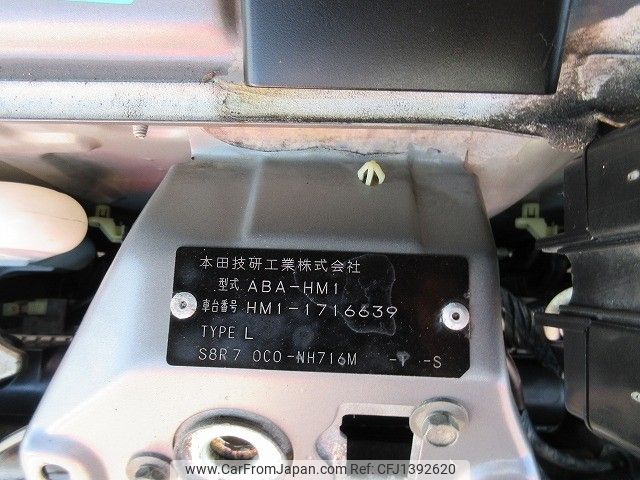 本田技研工業株式会社
型式 ABA-HM1
車台番号 HM1-1716639
TYPE L
S8R7 0C0-NH716M -T -S
www.CarFromJapan.com CFJ1392620